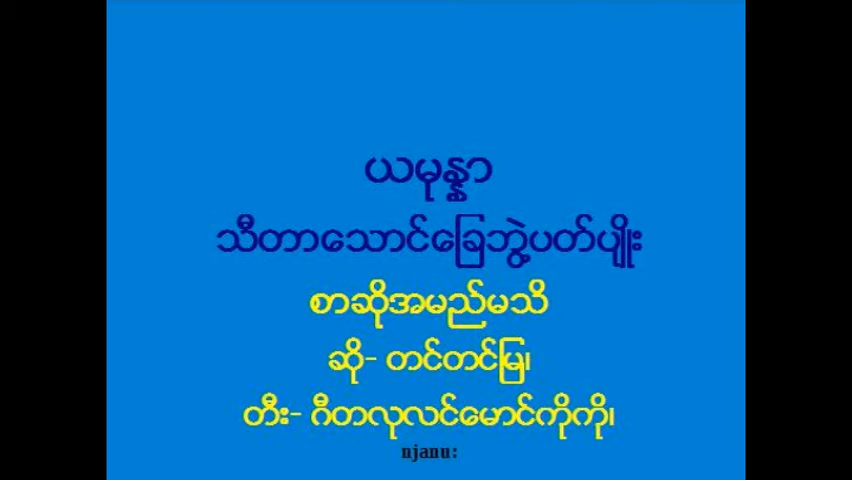 ယမုန္နာ
သီတာသောင်ခြေဘွဲ့ပတ်ပျိုး
စာဆိုအမည်မသိ
ဆို- တင်တင်မြ၊
တီး- ဂီတလုလင်မောင်ကိုကို၊
njanu: